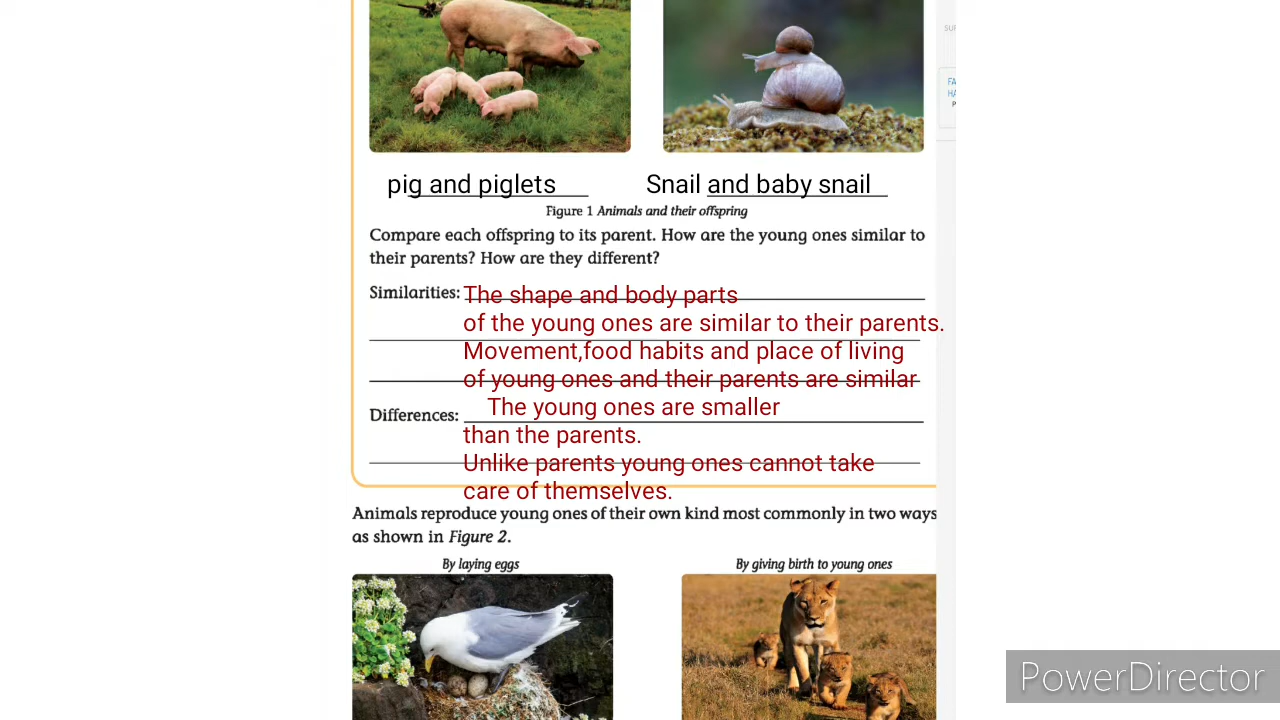 SUF
FA
HA
P
pig and piglets
Snail and baby snail
Figure 1 Animals and their offspring
Compare each offspring to its parent. How are the young ones similar to
their parents? How are they different?
Similarities: The shape and body parts
of the young ones are similar to their parents.
Movement,food habits and place of living
of young ones and their parents are similar
Differences: The young ones are smaller
than the parents.
Unlike parents young ones cannot take
care of themselves.
Animals reproduce young ones of their own kind most commonly in two ways
as shown in Figure 2.
By laying eggs
By giving birth to young ones
PowerDirector